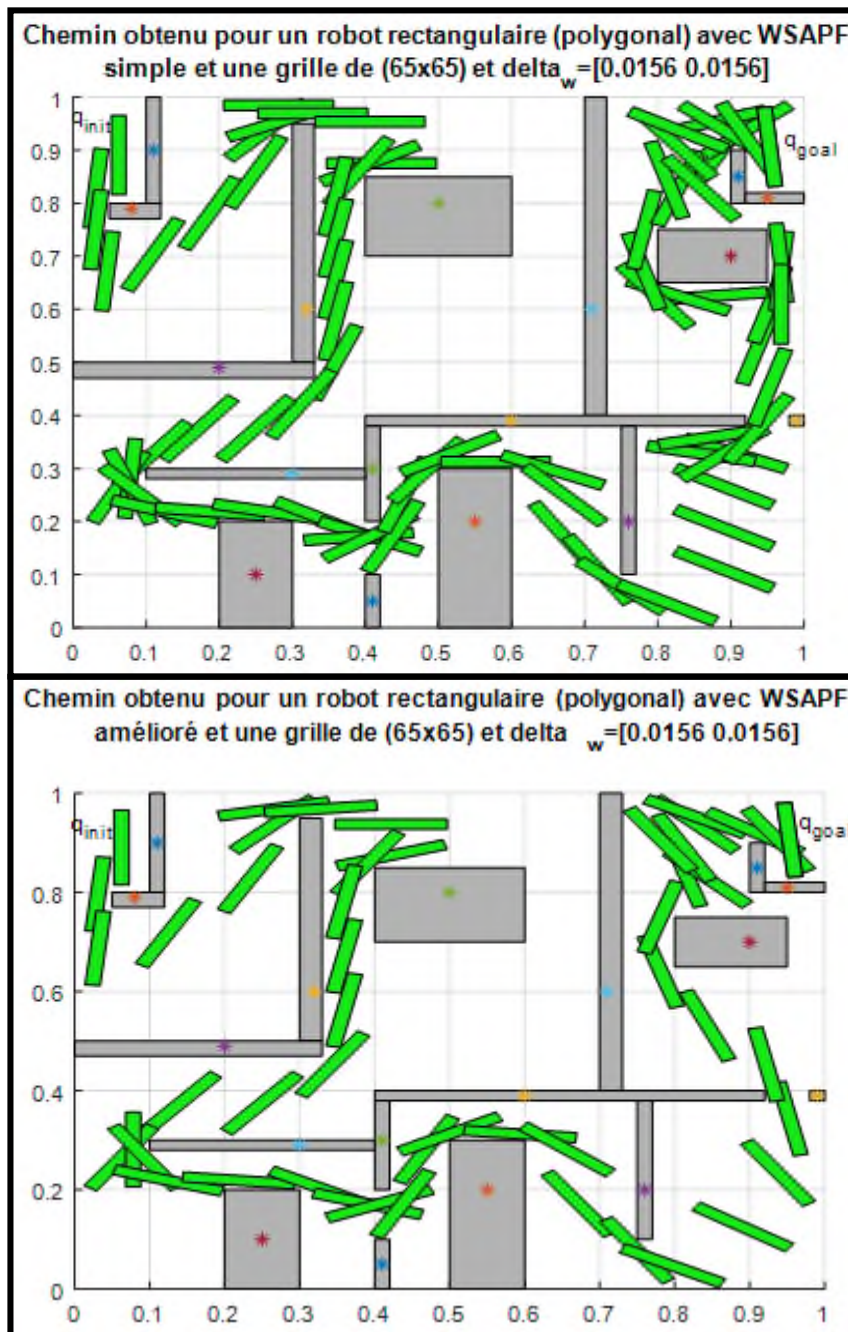 Chemin obtenu pour un robot rectangulaire (polygonal) avec WSAPF
simple et une grille de (65x65) et delta_w=[0.0156 0.0156]
1
q_init
q_goal
0.9
0.8
0.7
0.6
0.5
0.4
0.3
0.2
0.1
0
0 0.1 0.2 0.3 0.4 0.5 0.6 0.7 0.8 0.9 1
Chemin obtenu pour un robot rectangulaire (polygonal) avec WSAPF
amélioré et une grille de (65x65) et delta _w=[0.0156 0.0156]
1
q_init
q_goal
0.8
0.6
0.4
0.2
0
0 0.1 0.2 0.3 0.4 0.5 0.6 0.7 0.8 0.9 1